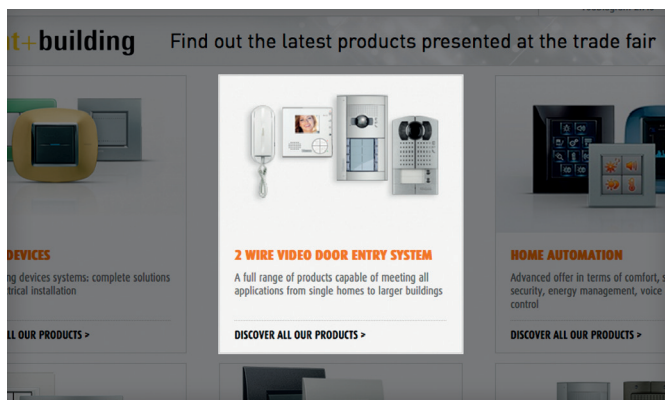 t+building
Find out the latest products presented at the trade fair
DEVICES
ng devices systems: complete solutions
trical installation
LL OUR PRODUCTS >
2 WIRE VIDEO DOOR ENTRY SYSTEM
A full range of products capable of meeting all
applications from single homes to larger buildings
DISCOVER ALL OUR PRODUCTS >
HOME AUTOMATION
Advanced offer in terms of comfort, s
security, energy management, voice
control
DISCOVER ALL OUR PRODUCTS >